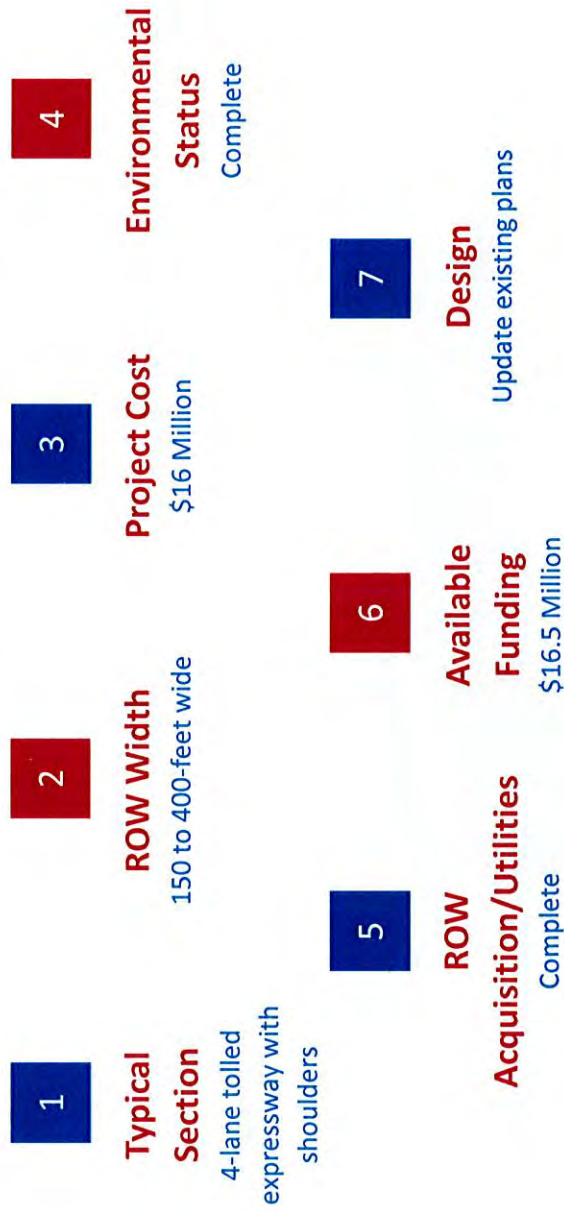 1
Typical
Section
4-lane tolled
expressway with
shoulders
2
ROW Width
150 to 400-feet wide
3
Project Cost
$16 Million
4
Environmental
Status
Complete
5
ROW
Acquisition/Utilities
Complete
6
Available
Funding
$16.5 Million
7
Design
Update existing plans